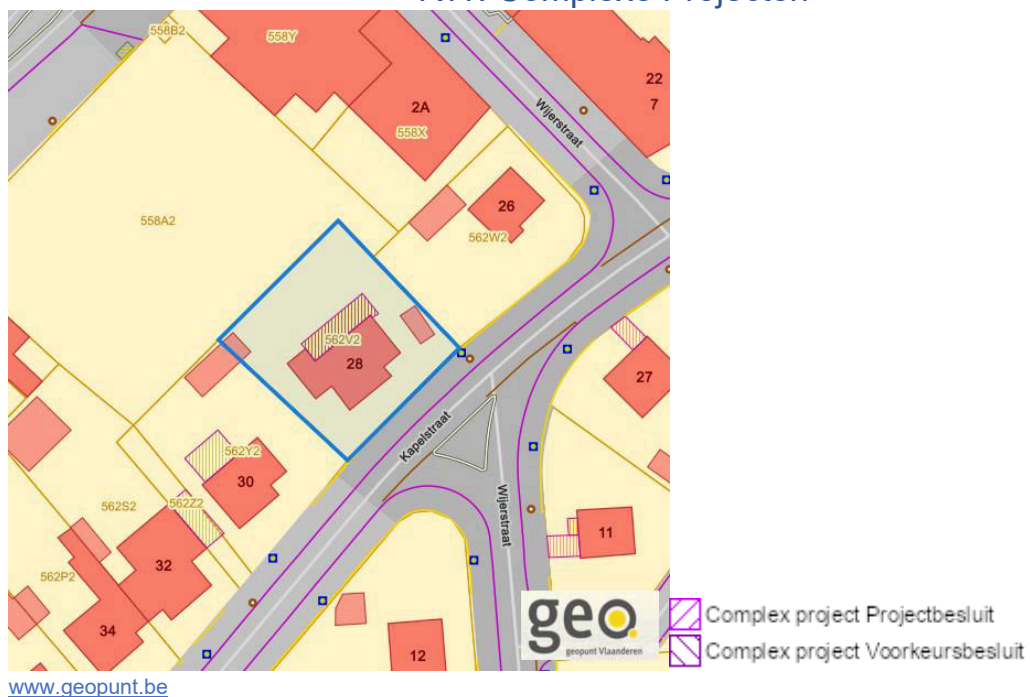 558B2
558Y
2A
558X
22
7
Wijerstraat
26
562W2
558A2
562V2
28
27
Kapelstraat
562Y2
30
562S2
562Z2
Wijerstraat
11
32
562P2
34
12
geo.
geopunt Vlaanderen
Complex project Projectbesluit
Complex project Voorkeursbesluit
www.geopunt.be